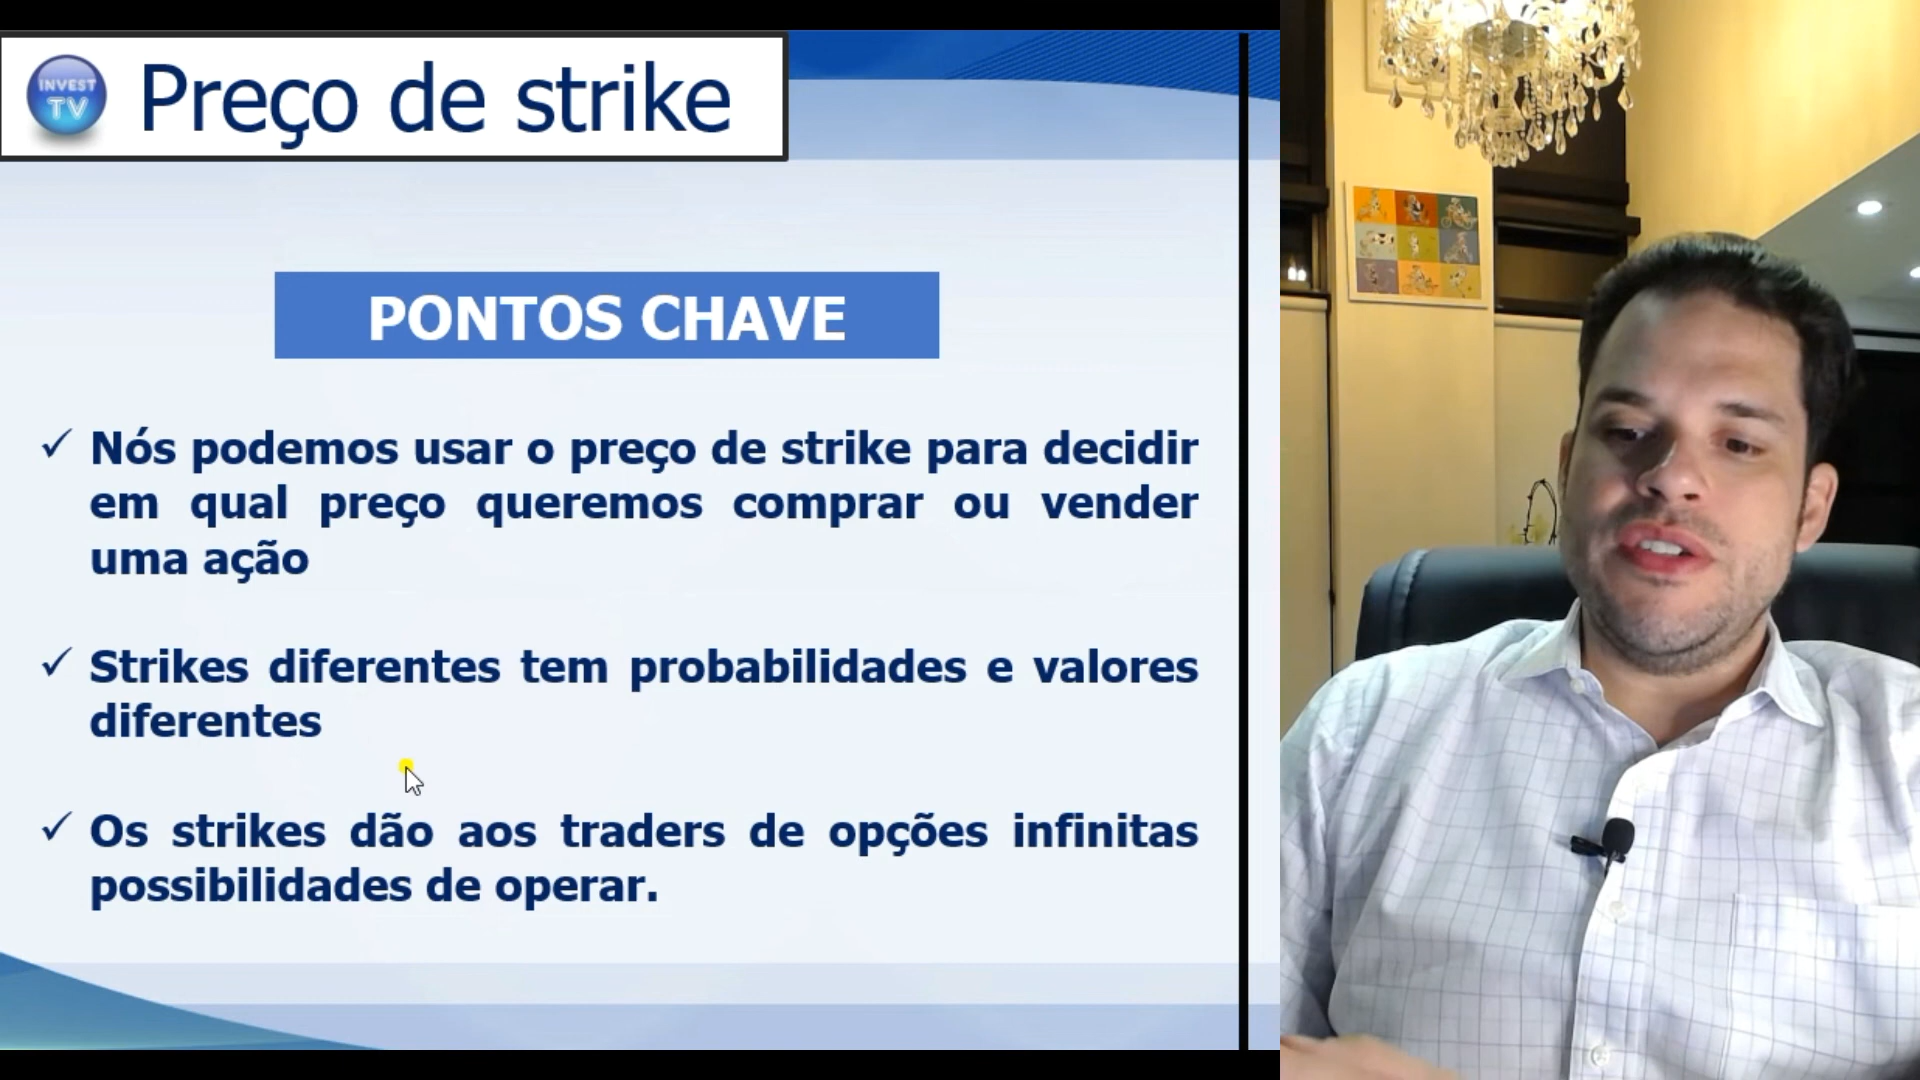 INVEST
TV
Preço de strike
PONTOS CHAVE
Nós podemos usar o preço de strike para decidir
em qual preço queremos comprar ou vender
uma ação
Strikes diferentes tem probabilidades e valores
diferentes
Os strikes dão aos traders de opções infinitas
possibilidades de operar.